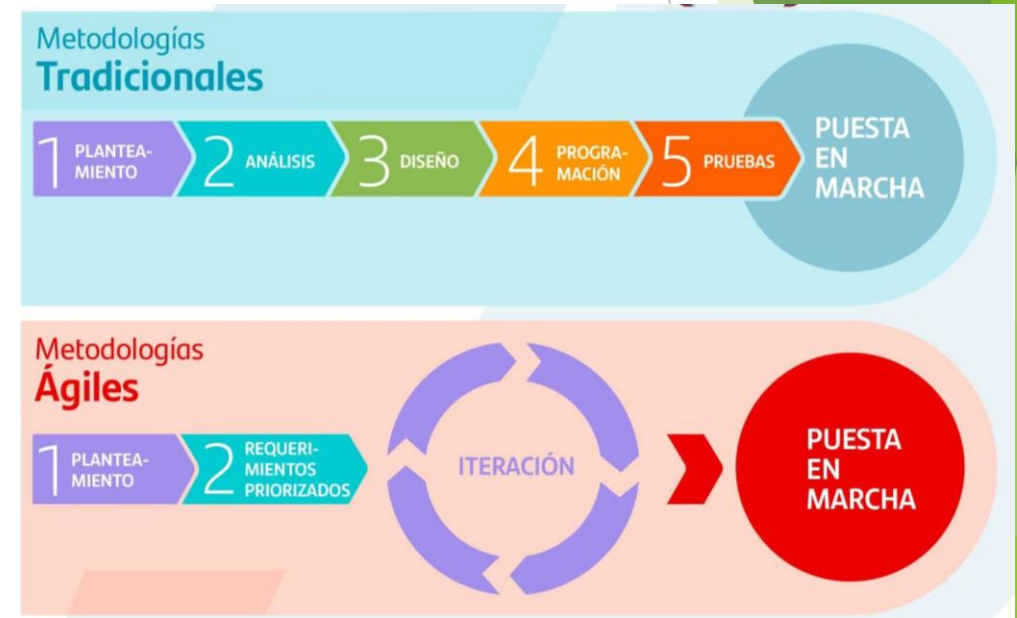 Metodologías
Tradicionales
1 PLANTEA-
MIENTO
2 ANÁLISIS
3 DISEÑO
4 PROGRA-
MACIÓN
5 PRUEBAS
PUESTA
EN
MARCHA
Metodologías
Ágiles
1 PLANTEA-
MIENTO
2 REQUERI-
MIENTOS
PRIORIZADOS
ITERACIÓN
PUESTA
EN
MARCHA